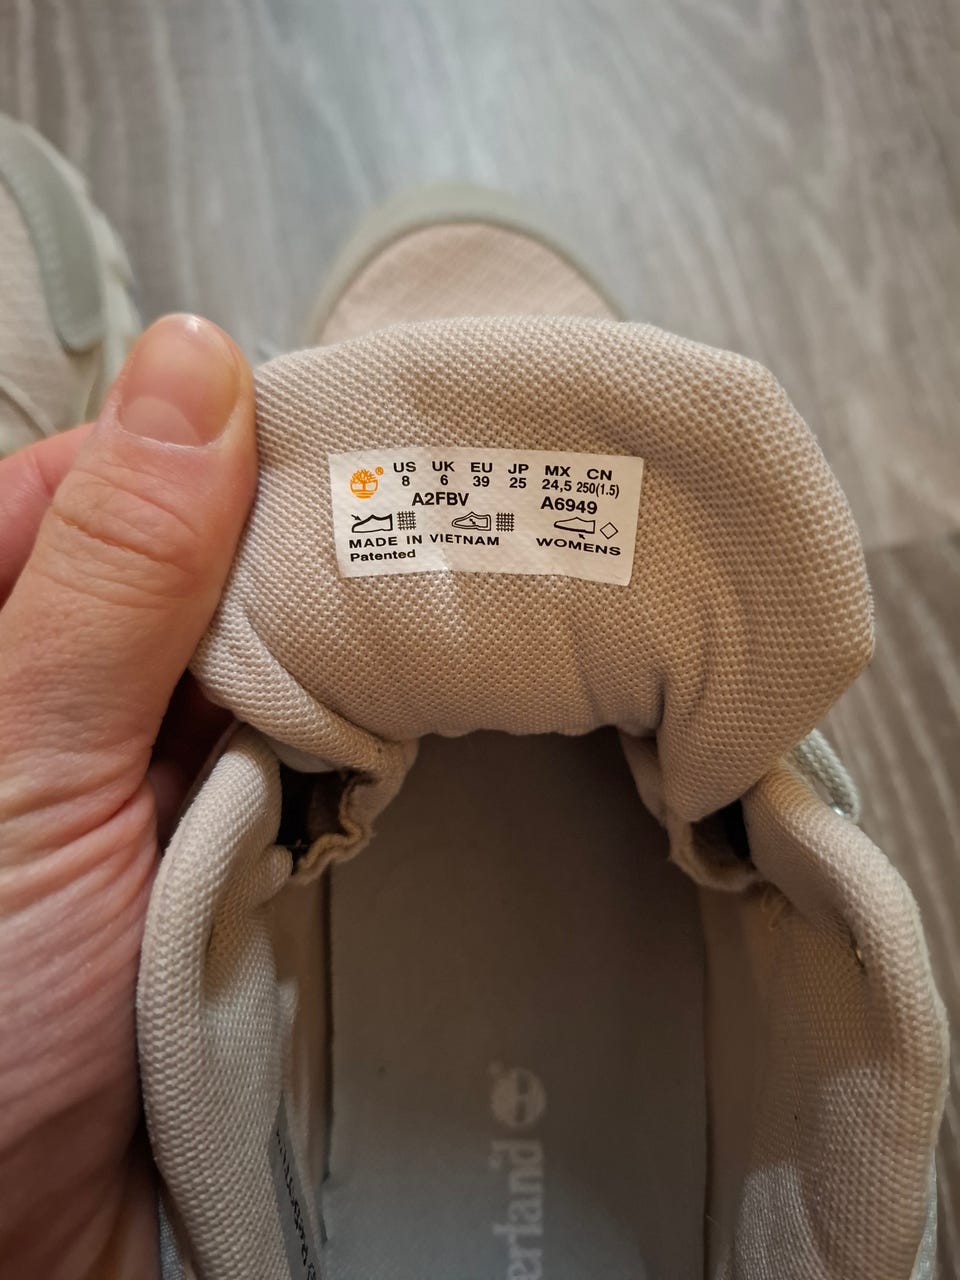 ® US UK EU JP MX CN
8 6 39 25 24,5 250(1.5)
A2FBV A6949
MADE IN VIETNAM WOMENS
Patented
erland